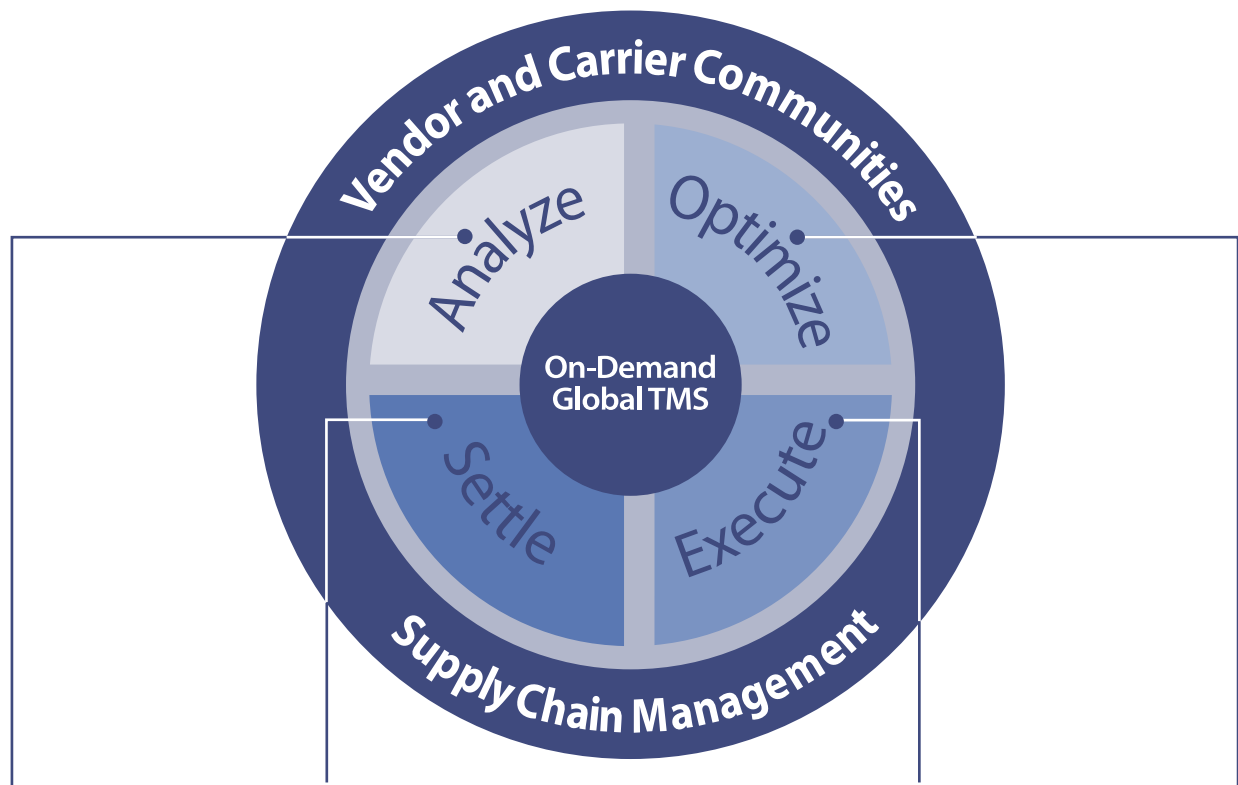 Vendor and Carrier Communities
Analyze
Optimize
On-Demand
Global TMS
Settle
Execute
Supply Chain Management